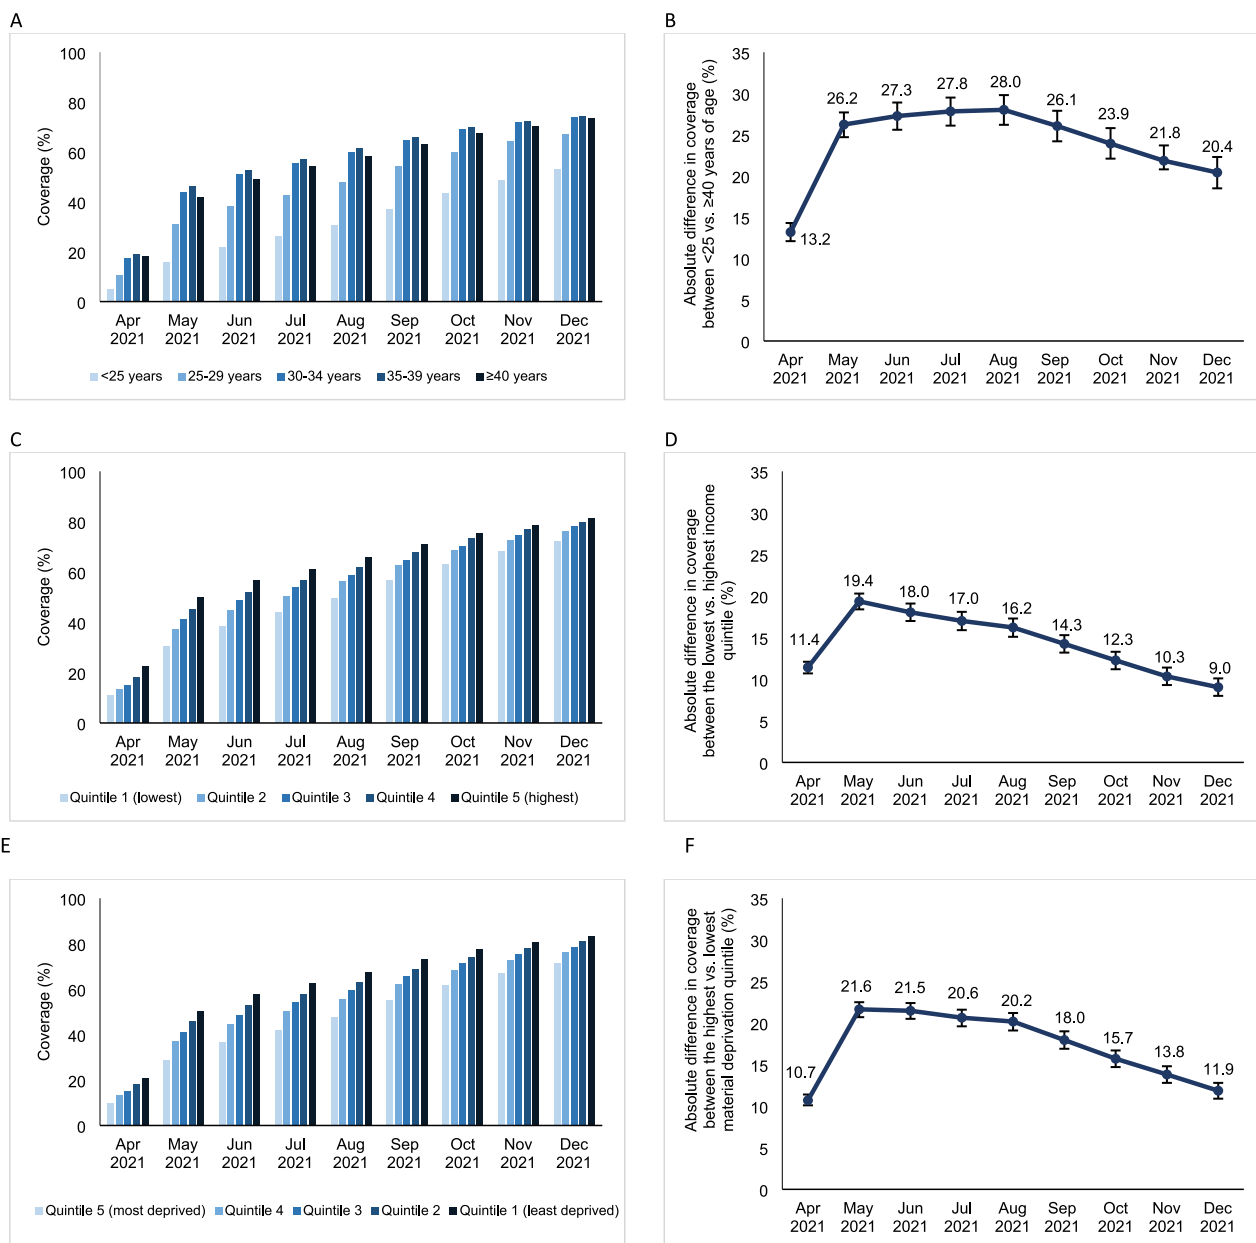 A
Coverage (%)
100
80
60
40
20
0
Apr 2021
May 2021
Jun 2021
Jul 2021
Aug 2021
Sep 2021
Oct 2021
Nov 2021
Dec 2021
<25 years 25-29 years 30-34 years 35-39 years ≥40 years
B
Absolute difference in coverage
between <25 vs. ≥40 years of age (%)
35
30
25
20
15
10
5
0
13.2
26.2
27.3
27.8
28.0
26.1
23.9
21.8
20.4
Apr 2021
May 2021
Jun 2021
Jul 2021
Aug 2021
Sep 2021
Oct 2021
Nov 2021
Dec 2021
C
Coverage (%)
100
80
60
40
20
0
Apr 2021
May 2021
Jun 2021
Jul 2021
Aug 2021
Sep 2021
Oct 2021
Nov 2021
Dec 2021
Quintile 1 (lowest) Quintile 2 Quintile 3 Quintile 4 Quintile 5 (highest)
D
Absolute difference in coverage
between the lowest vs. highest income
quintile (%)
35
30
25
20
15
10
5
0
11.4
19.4
18.0
17.0
16.2
14.3
12.3
10.3
9.0
Apr 2021
May 2021
Jun 2021
Jul 2021
Aug 2021
Sep 2021
Oct 2021
Nov 2021
Dec 2021
E
Coverage (%)
100
80
60
40
20
0
Apr 2021
May 2021
Jun 2021
Jul 2021
Aug 2021
Sep 2021
Oct 2021
Nov 2021
Dec 2021
Quintile 5 (most deprived) Quintile 4 Quintile 3 Quintile 2 Quintile 1 (least deprived)
F
Absolute difference in coverage
between the highest vs. lowest
material deprivation quintile (%)
35
30
25
20
15
10
5
0
10.7
21.6
21.5
20.6
20.2
18.0
15.7
13.8
11.9
Apr 2021
May 2021
Jun 2021
Jul 2021
Aug 2021
Sep 2021
Oct 2021
Nov 2021
Dec 2021